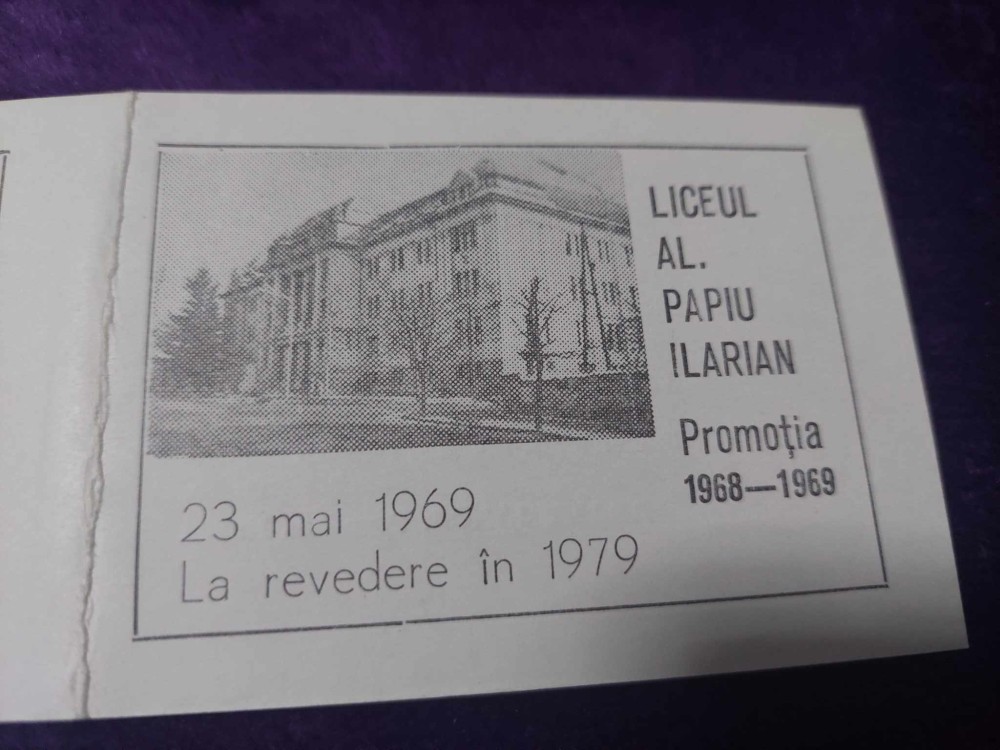 LICEUL
AL.
PAPIU
ILARIAN
Promoția
1968—1969
23 mai 1969
La revedere în 1979